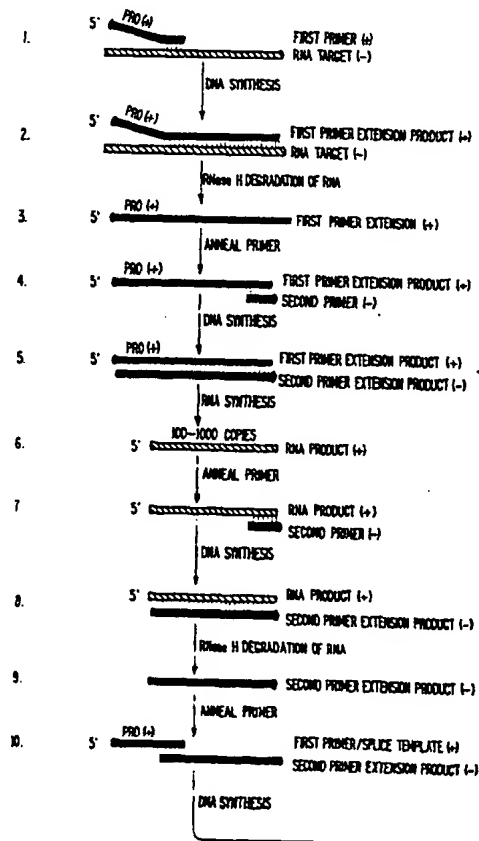 1.
5'
PRO(+)
FIRST PRIMER (+)
RNA TARGET (-)
DNA SYNTHESIS
2.
5'
PRO(+)
FIRST PRIMER EXTENSION PRODUCT (+)
RNA TARGET (-)
RNase H DEGRADATION OF RNA
3.
5'
PRO (+)
FIRST PRIMER EXTENSION (+)
ANNEAL PRIMER
4.
5'
PRO (+)
FIRST PRIMER EXTENSION PRODUCT (+)
SECOND PRIMER (-)
DNA SYNTHESIS
5.
5'
PRO(+)
FIRST PRIMER EXTENSION PRODUCT (+)
SECOND PRIMER EXTENSION PRODUCT (-)
RNA SYNTHESIS
100-1000 COPIES
6.
5'
RNA PRODUCT (+)
ANNEAL PRIMER
7
5'
RNA PRODUCT (+)
SECOND PRIMER (-)
DNA SYNTHESIS
8.
5'
RNA PRODUCT (+)
SECOND PRIMER EXTENSION PRODUCT (-)
RNase H DEGRADATION OF RNA
9.
SECOND PRIMER EXTENSION PRODUCT (-)
ANNEAL PRIMER
10.
5'
PRO(+)
FIRST PRIMER/SPLICE TEMPLATE (+)
SECOND PRIMER EXTENSION PRODUCT (-)
DNA SYNTHESIS